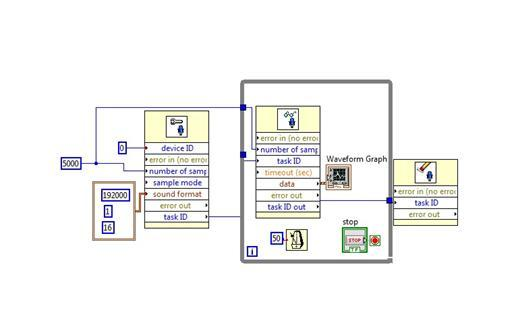 5000
0
192000
1
16
device ID
error in (no erro
number of samp
sample mode
sound format
error out
task ID
error in (no erro
number of samp
task ID
timeout (sec)
data
error out
task ID out
Waveform Graph
50
stop
STOP
i
error in (no erro
task ID
error out